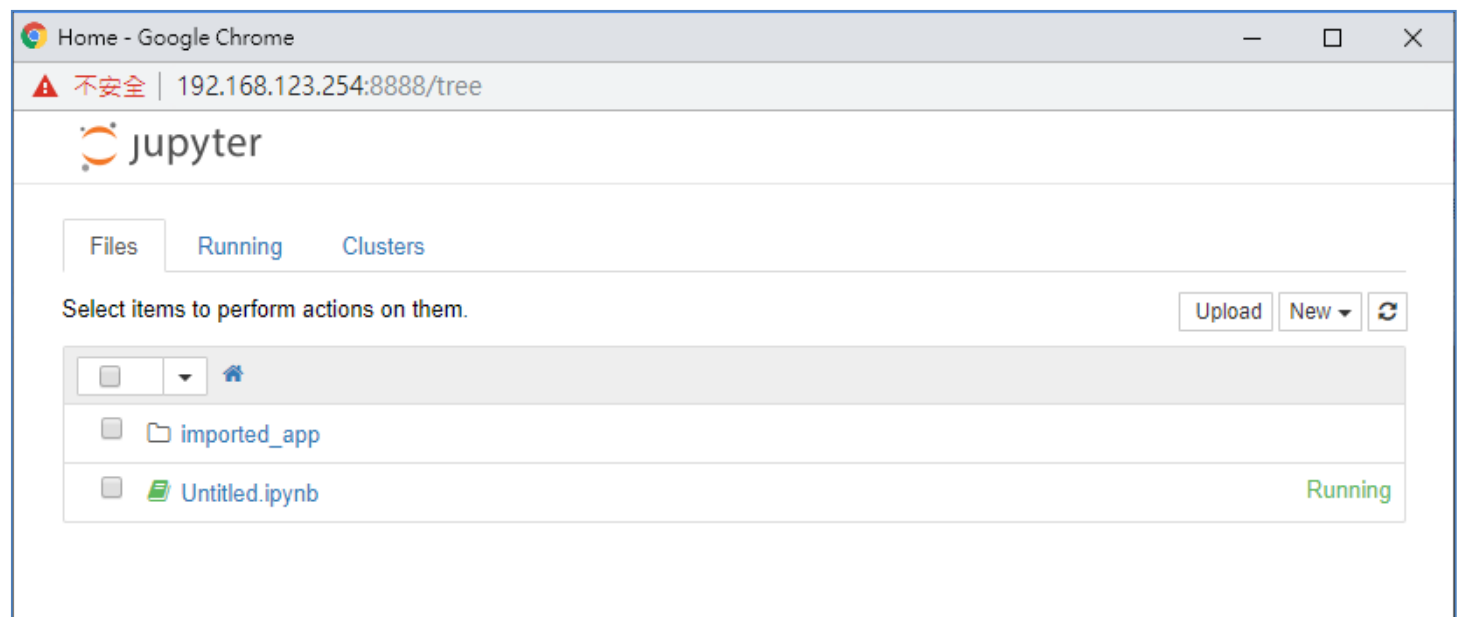 Home - Google Chrome
不安全 | 192.168.123.254:8888/tree
jupyter
Files Running Clusters
Select items to perform actions on them. Upload New
imported_app
Untitled.ipynb Running